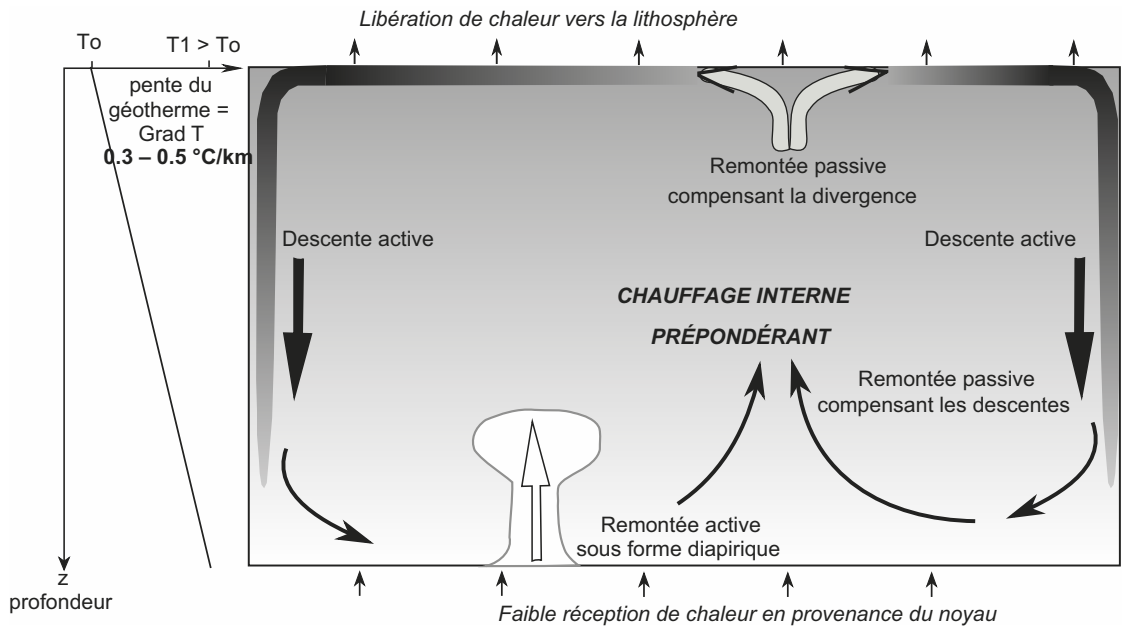 Libération de chaleur vers la lithosphère
To
T1 > To
pente du
géotherme =
Grad T
0.3 – 0.5 °C/km
Remontée passive
compensant la divergence
Descente active
Descente active
CHAUFFAGE INTERNE
PRÉPONDÉRANT
Remontée passive
compensant les descentes
Remontée active
sous forme diapirique
z
profondeur
Faible réception de chaleur en provenance du noyau